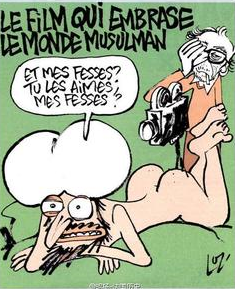 LE FILM QUI EMBRASE
LE MONDE MUSULMAN
ET MES FESSES?
TU LES AIMES,
MES FESSES?
LUZ